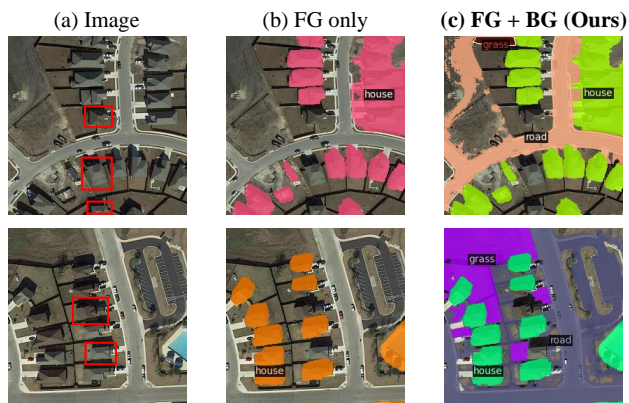 (a) Image (b) FG only (c) FG + BG (Ours)
grass
house house
road
grass
road
house house